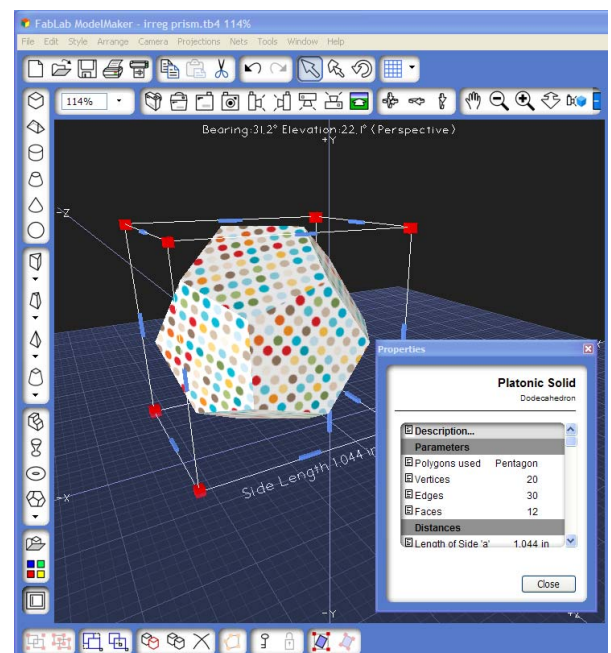 FabLab ModelMaker - irreg prism.tb4 114%
File Edit Style Arrange Camera Projections Nets Tools Window Help
114%
Bearing:31.2° Elevation:22.1° (Perspective)
+Y
-Z
Properties
Platonic Solid
Dodecahedron
Description...
Parameters
Polygons used Pentagon
Vertices 20
Edges 30
Faces 12
Distances
Length of Side 'a' 1.044 in
Close
Side Length:1.044 in
-X
-Y
+Z